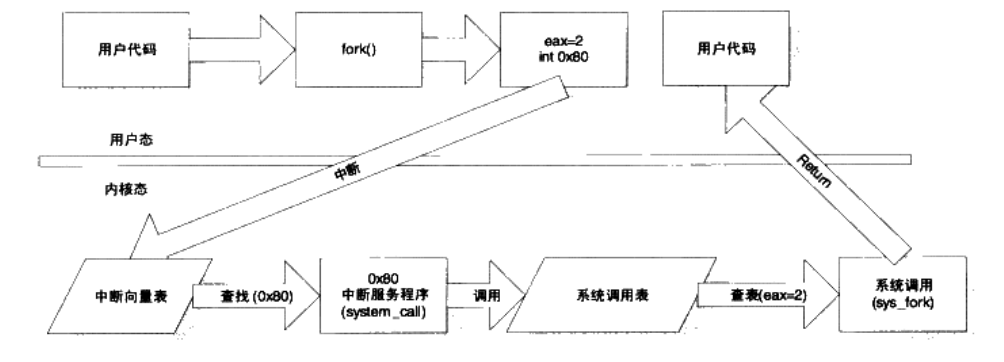 用户代码
fork()
eax=2
int 0x80
用户代码
用户态
中断
Return
内核态
中断向量表
查找 (0x80)
0x80
中断服务程序
(system_call)
调用
系统调用表
查表(eax=2)
系统调用
(sys_fork)